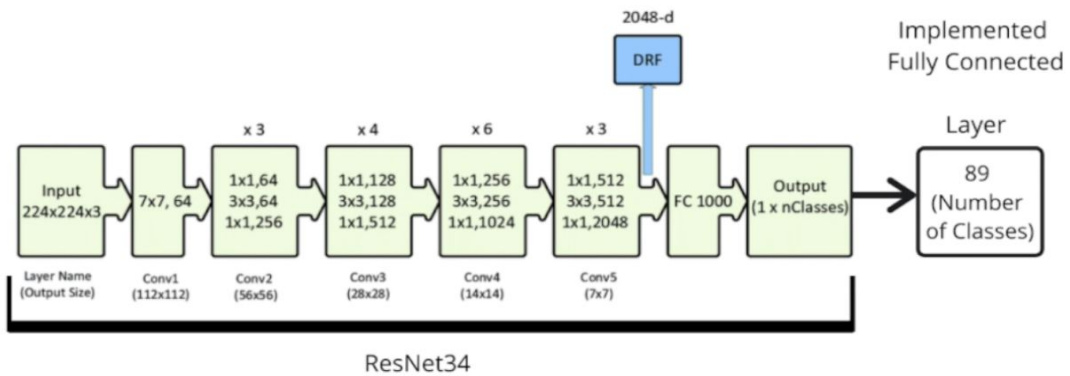 2048-d
DRF
Implemented
Fully Connected
Layer
x 3
x 4
x 6
x 3
Input
224x224x3
7x7, 64
1x1,64
3x3,64
1x1,256
1x1,128
3x3,128
1x1,512
1x1,256
3x3,256
1x1,1024
1x1,512
3x3,512
1x1,2048
FC 1000
Output
(1 x nClasses)
89
(Number
of Classes)
Layer Name
(Output Size)
Conv1
(112x112)
Conv2
(56x56)
Conv3
(28x28)
Conv4
(14x14)
Conv5
(7x7)
ResNet34